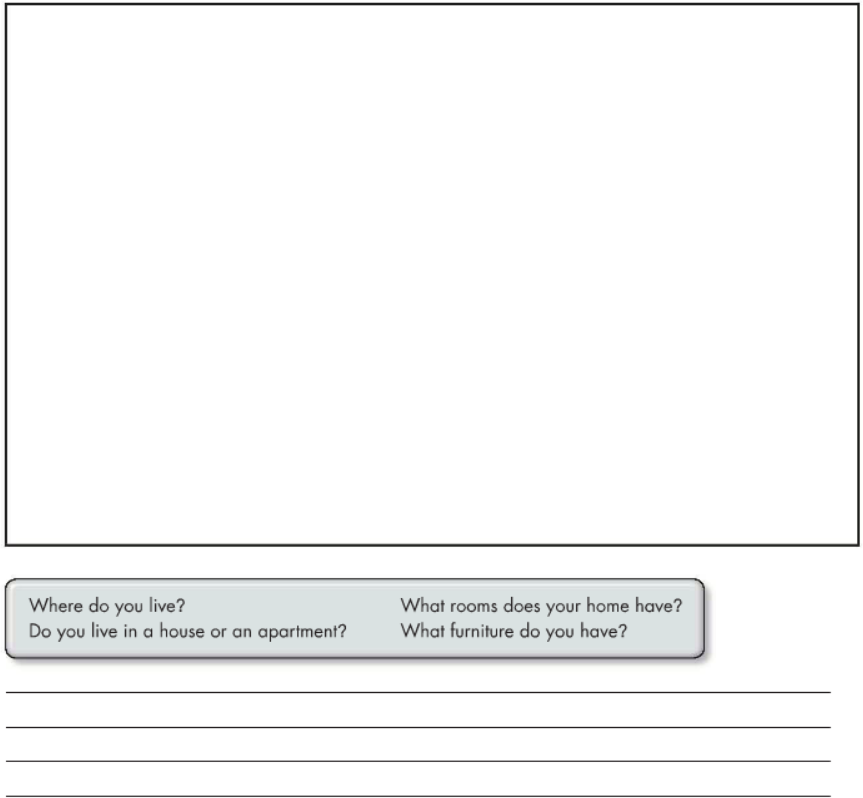 Where do you live?
Do you live in a house or an apartment?
What rooms does your home have?
What furniture do you have?